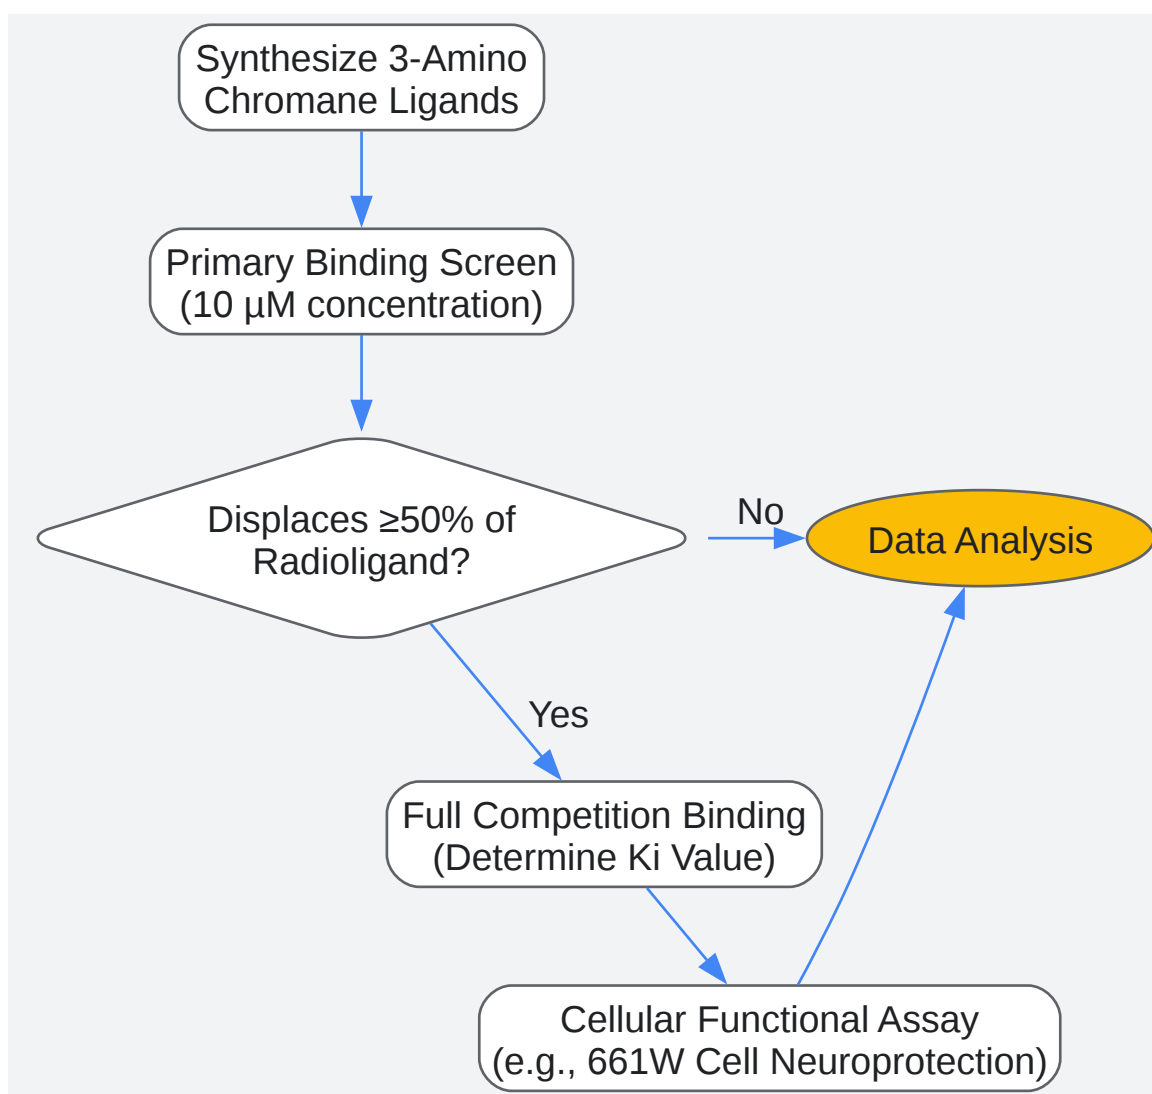 Synthesize 3-Amino
Chromane Ligands
Primary Binding Screen
(10 µM concentration)
Displaces ≥50% of
Radioligand?
No
Data Analysis
Yes
Full Competition Binding
(Determine Ki Value)
Cellular Functional Assay
(e.g., 661W Cell Neuroprotection)